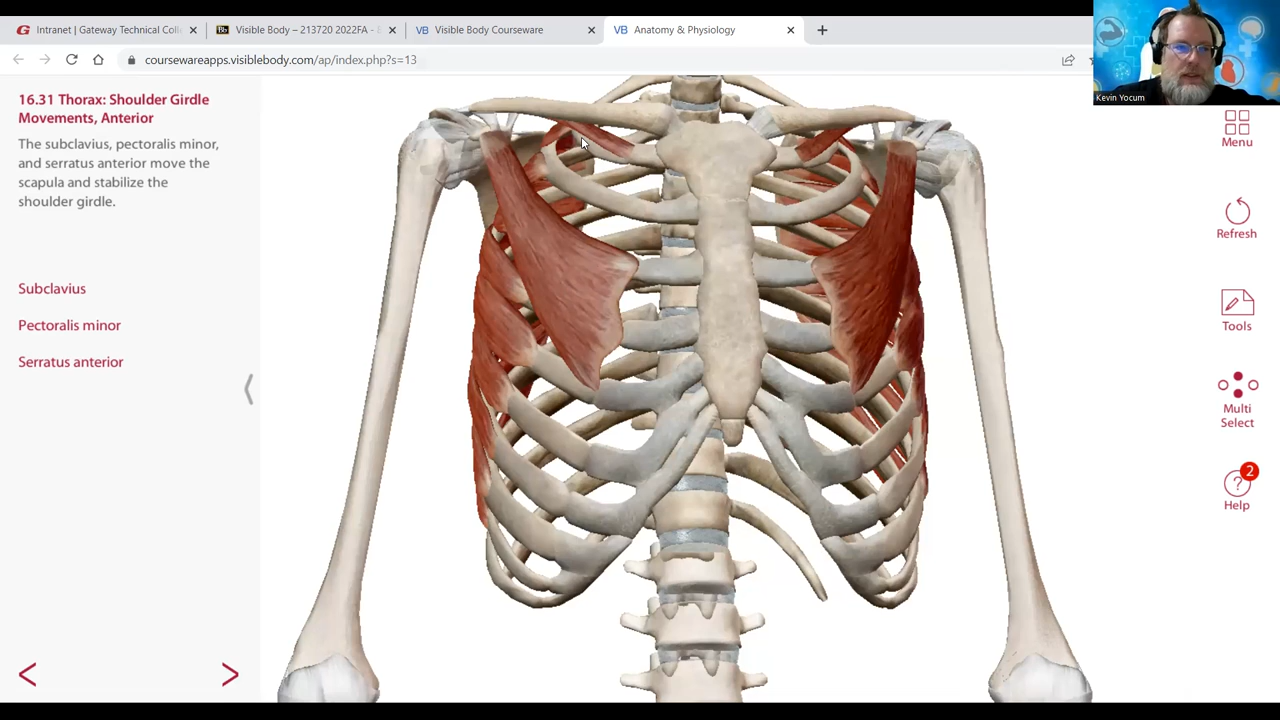 Intranet | Gateway Technical Coll
Visible Body – 213720 2022FA -
Visible Body Courseware
Anatomy & Physiology
coursewareapps.visiblebody.com/ap/index.php?s=13
Kevin Yocum
16.31 Thorax: Shoulder Girdle
Movements, Anterior
The subclavius, pectoralis minor,
and serratus anterior move the
scapula and stabilize the
shoulder girdle.
Subclavius
Pectoralis minor
Serratus anterior
Menu
Refresh
Tools
Multi
Select
2
Help